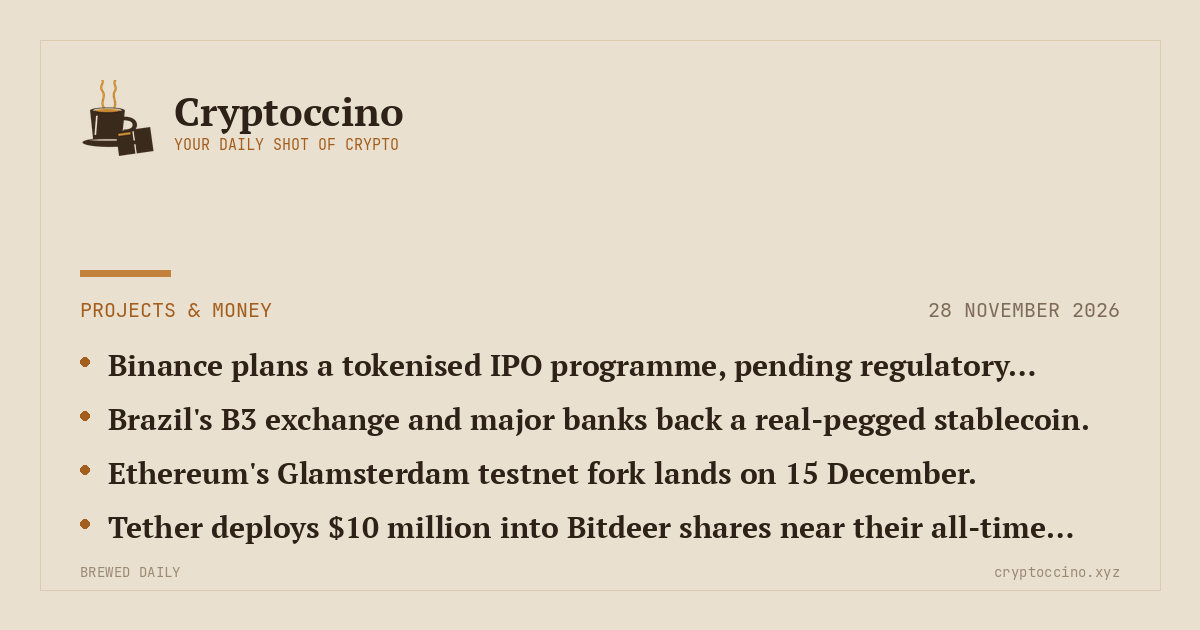 Cryptoccino
YOUR DAILY SHOT OF CRYPTO
PROJECTS & MONEY
28 NOVEMBER 2026
Binance plans a tokenised IPO programme, pending regulatory...
Brazil's B3 exchange and major banks back a real-pegged stablecoin.
Ethereum's Glamsterdam testnet fork lands on 15 December.
Tether deploys $10 million into Bitdeer shares near their all-time...
BREWED DAILY
cryptoccino.xyz